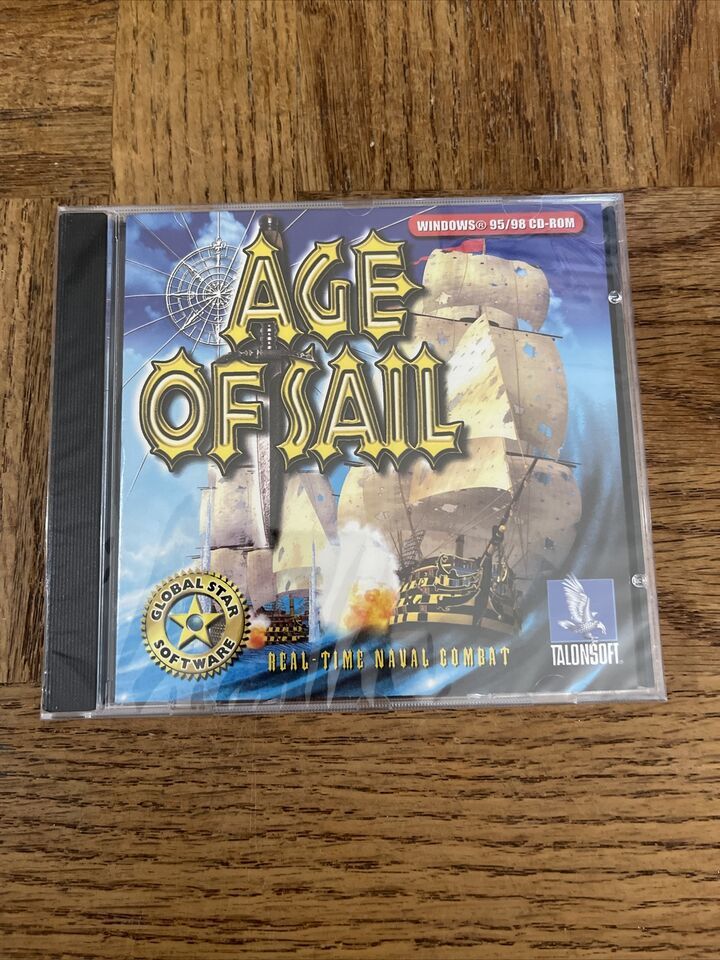 WINDOWS® 95/98 CD-ROM
AGE
OF SAIL
GLOBAL STAR
SOFTWARE
REAL-TIME NAVAL COMBAT
TALONSOFT